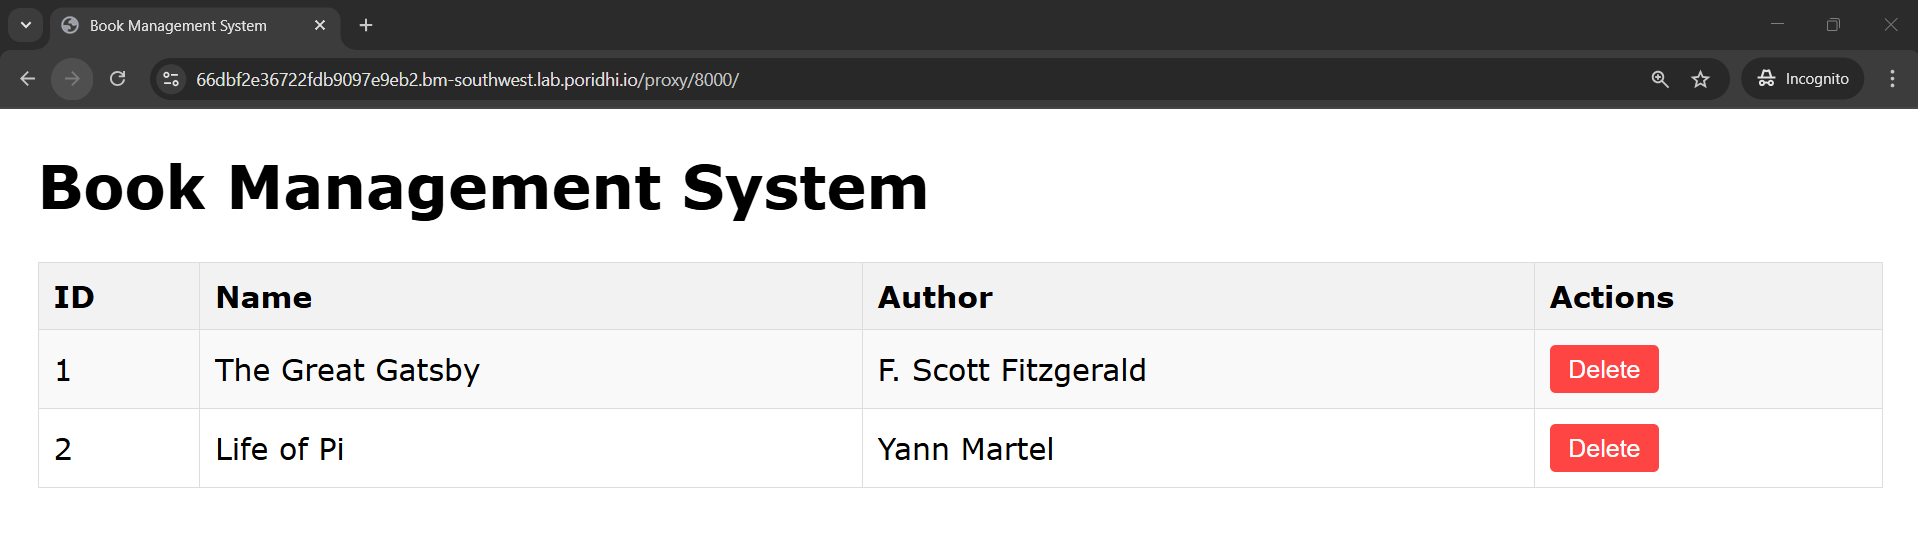 Book Management System
66dbf2e36722fdb9097e9eb2.bm-southwest.lab.poridhi.io/proxy/8000/
Incognito
Book Management System
ID Name Author Actions
1 The Great Gatsby F. Scott Fitzgerald Delete
2 Life of Pi Yann Martel Delete